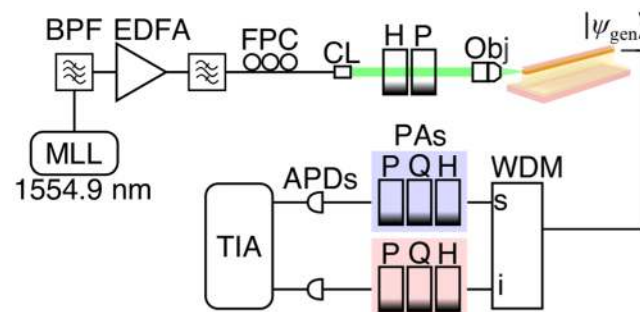 BPF EDFA FPC CL H P Obj |ψgen⟩
MLL
1554.9 nm
PAs
APDs P Q H WDM
s
TIA
P Q H
i